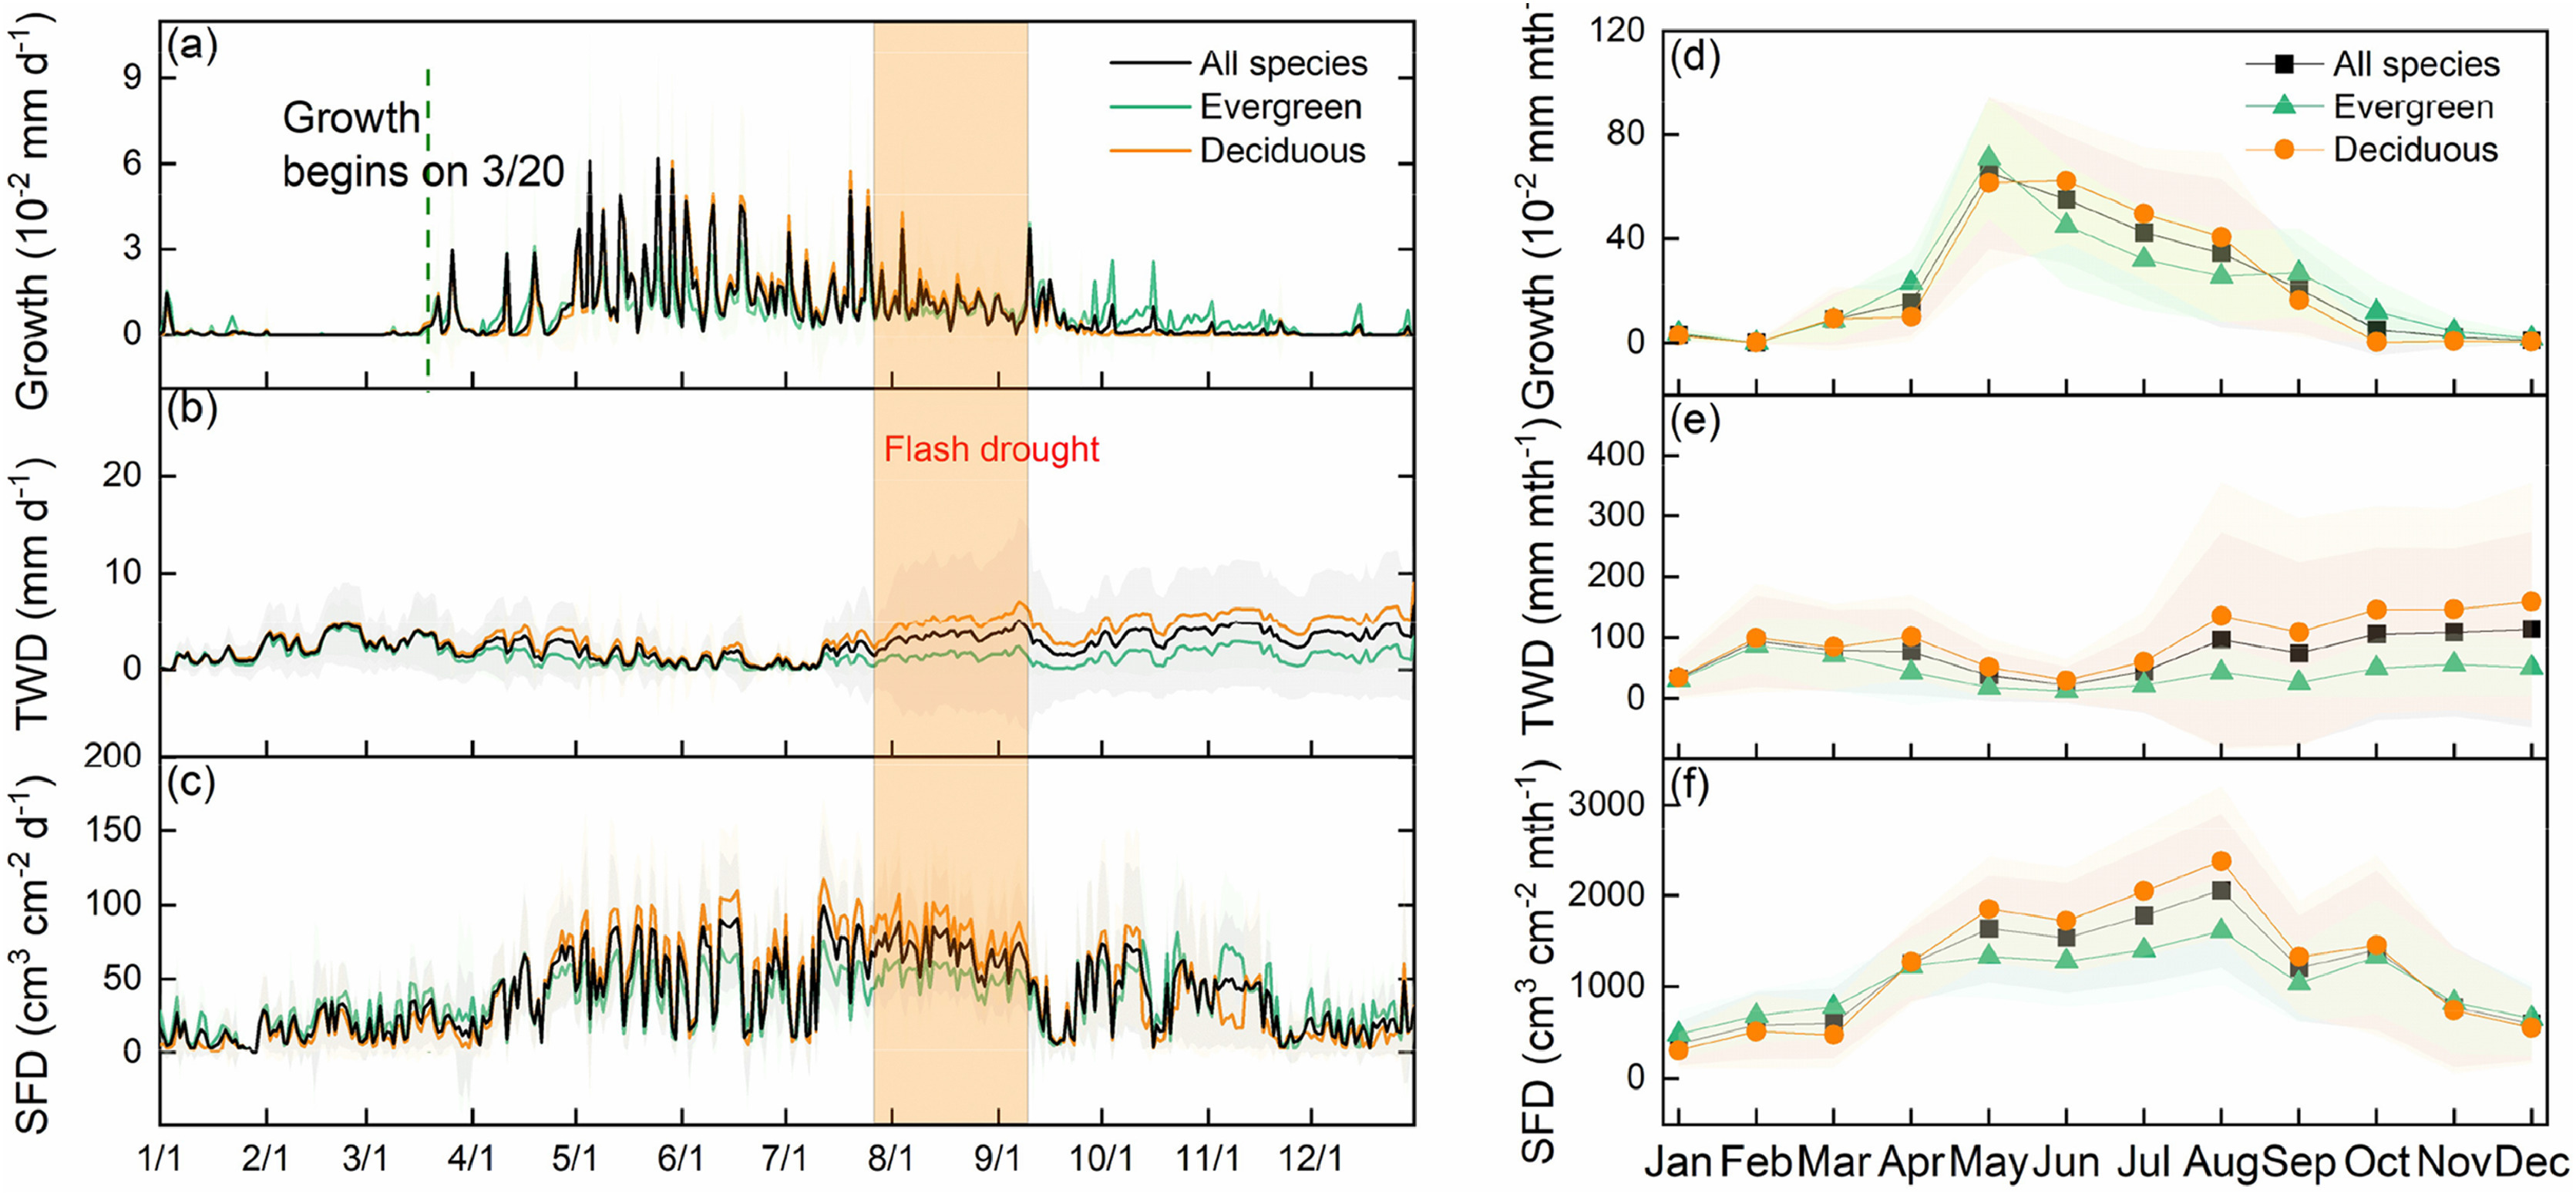 (a)
Growth (10-2 mm d-1)
9
6
3
0
Growth
begins on 3/20
All species
Evergreen
Deciduous
(b)
TWD (mm d-1)
20
10
0
Flash drought
(c)
SFD (cm3 cm-2 d-1)
200
150
100
50
0
1/1 2/1 3/1 4/1 5/1 6/1 7/1 8/1 9/1 10/1 11/1 12/1
(d)
Growth (10-2 mm mth-
120
80
40
0
All species
Evergreen
Deciduous
(e)
TWD (mm mth-1)
400
300
200
100
0
(f)
SFD (cm3 cm-2 mth-1)
3000
2000
1000
0
Jan Feb Mar Apr May Jun Jul Aug Sep Oct Nov Dec